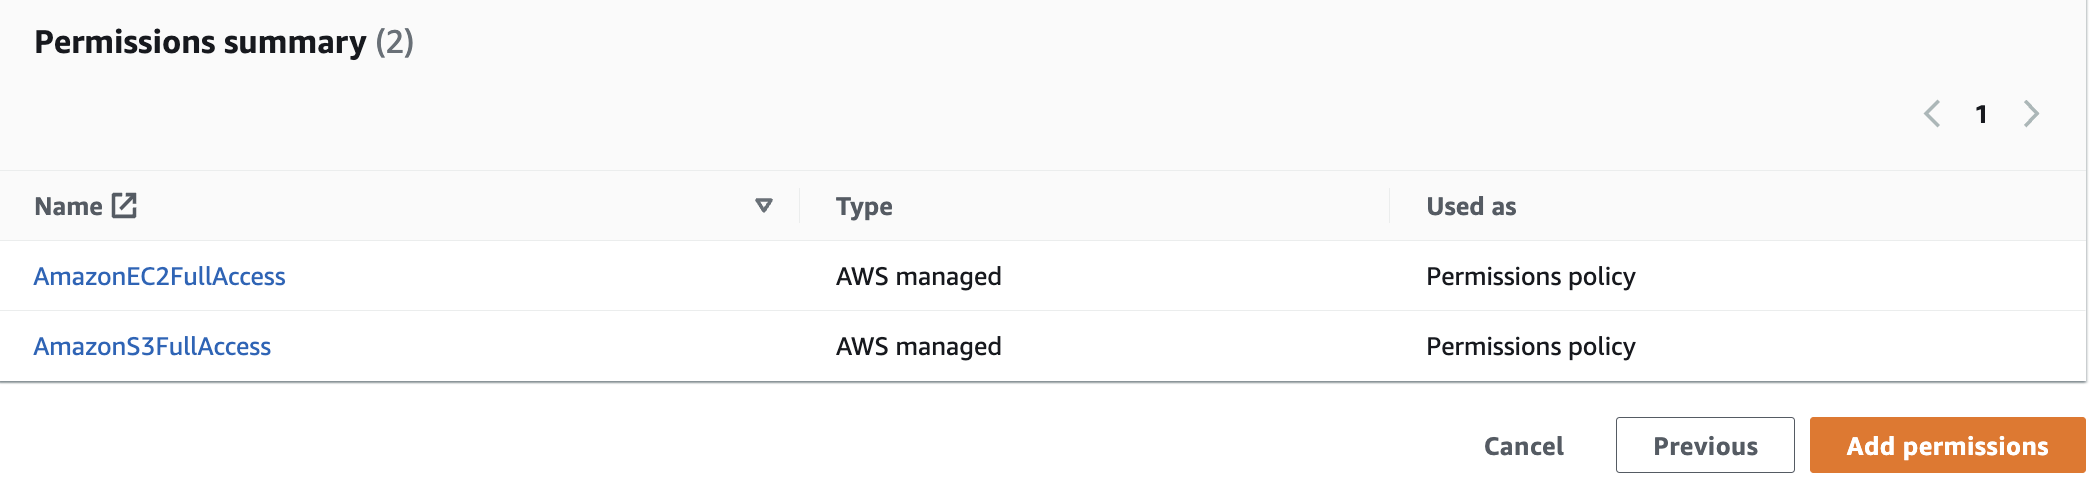 Permissions summary (2)
1
Name Type Used as
AmazonEC2FullAccess AWS managed Permissions policy
AmazonS3FullAccess AWS managed Permissions policy
Cancel Previous Add permissions